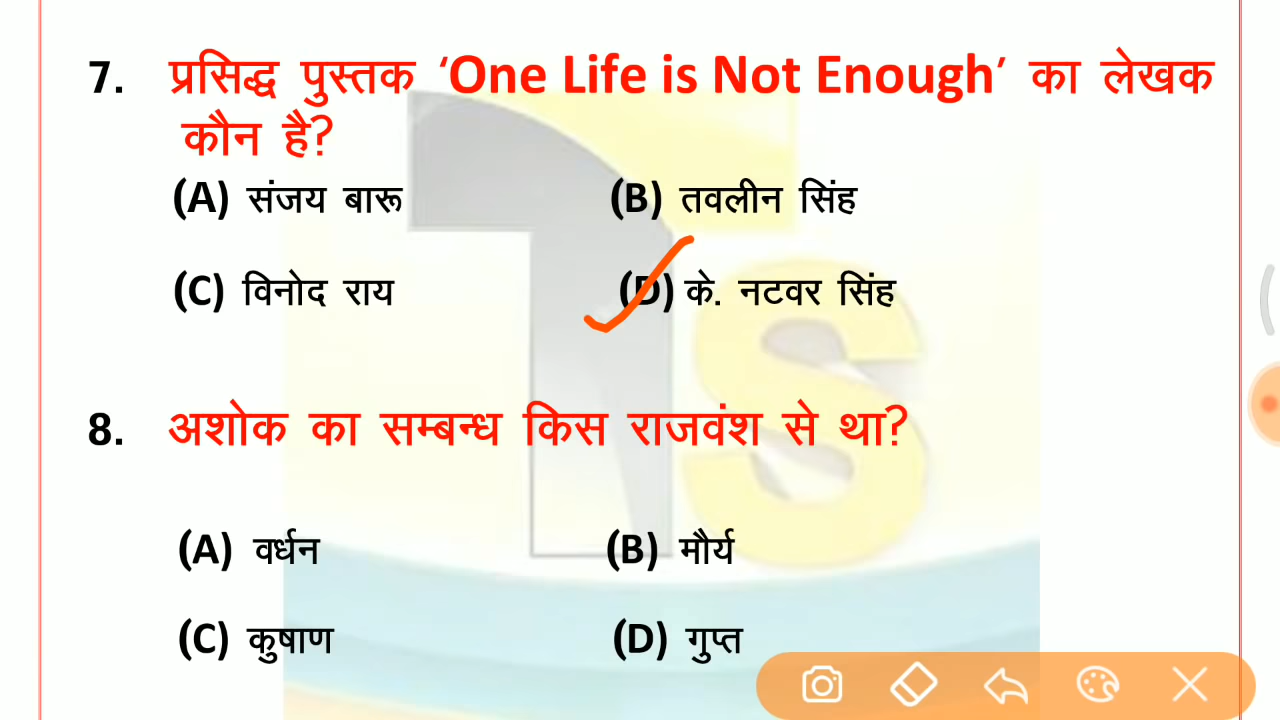 7. प्रसिद्ध पुस्तक ‘One Life is Not Enough’ का लेखक
कौन है?
(A) संजय बारू (B) तवलीन सिंह
(C) विनोद राय (D) के. नटवर सिंह
8. अशोक का सम्बन्ध किस राजवंश से था?
(A) वर्धन (B) मौर्य
(C) कुषाण (D) गुप्त